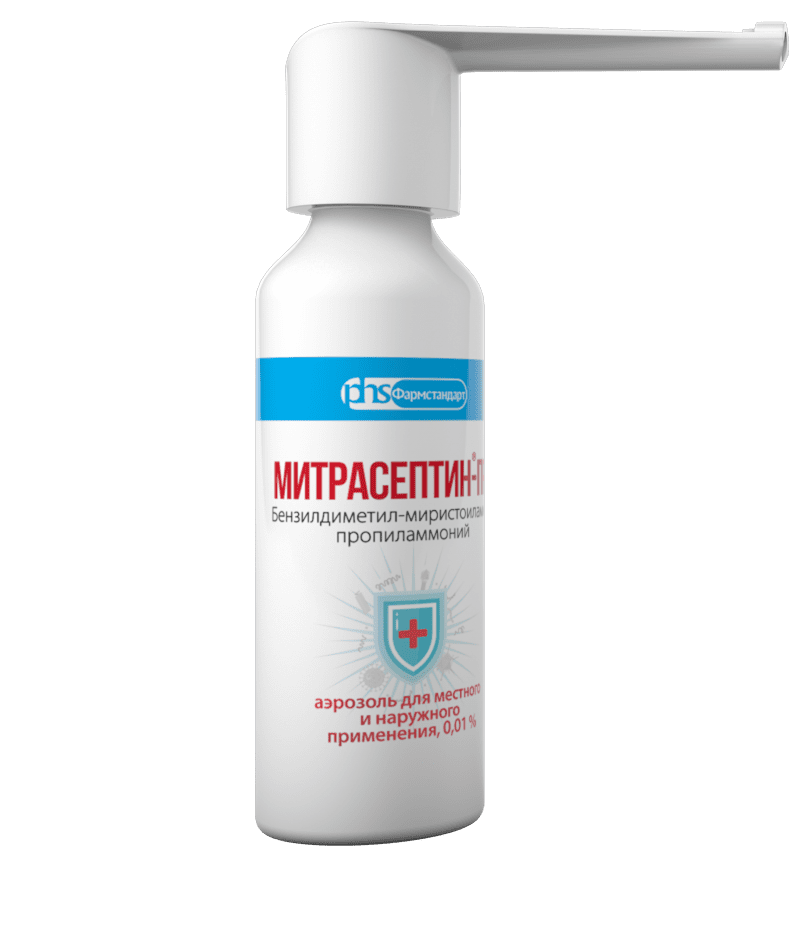 phs Фармстандарт
МИТРАСЕПТИН®-П
Бензилдиметил-миристоилам
пропиламмоний
аэрозоль для местного
и наружного
применения, 0,01 %